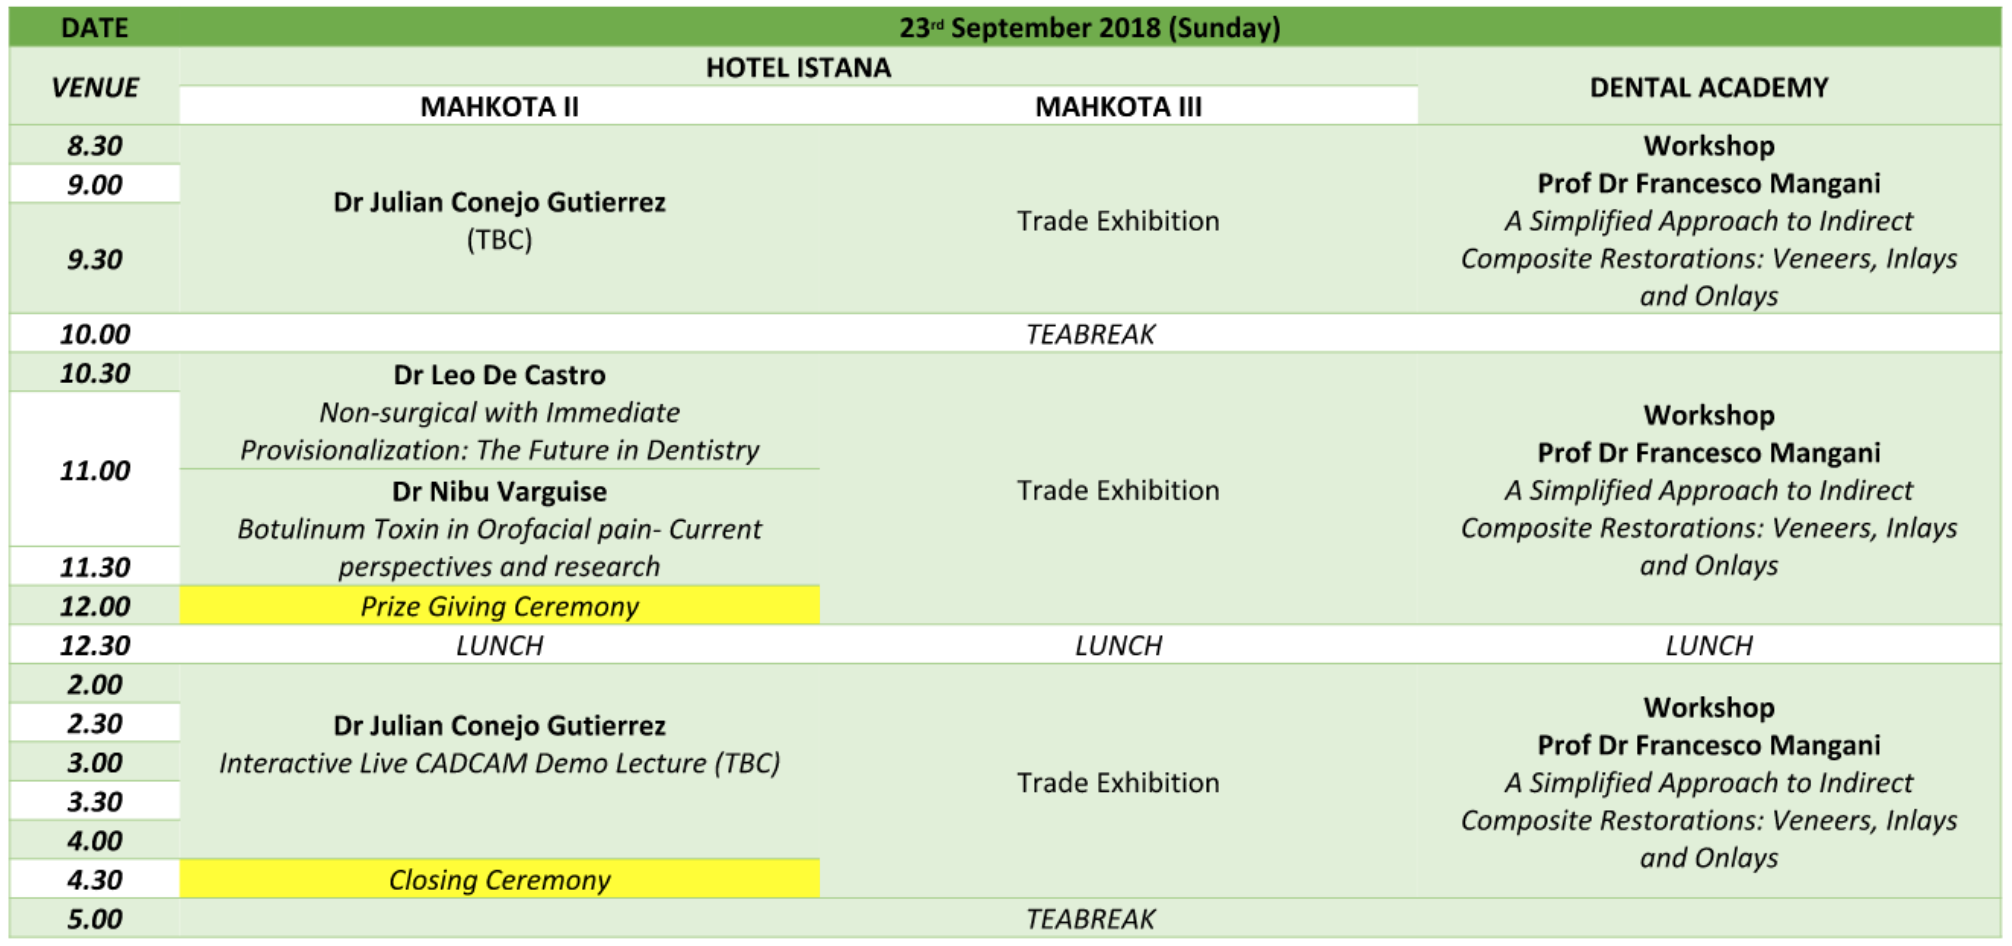 DATE 23rd September 2018 (Sunday)
VENUE HOTEL ISTANA DENTAL ACADEMY
MAHKOTA II MAHKOTA III
8.30
9.00
9.30
Dr Julian Conejo Gutierrez
(TBC)
Trade Exhibition
Workshop
Prof Dr Francesco Mangani
A Simplified Approach to Indirect
Composite Restorations: Veneers, Inlays
and Onlays
10.00 TEABREAK
10.30
11.00
11.30
12.00
Dr Leo De Castro
Non-surgical with Immediate
Provisionalization: The Future in Dentistry
Dr Nibu Varguise
Botulinum Toxin in Orofacial pain- Current
perspectives and research
Prize Giving Ceremony
Trade Exhibition
Workshop
Prof Dr Francesco Mangani
A Simplified Approach to Indirect
Composite Restorations: Veneers, Inlays
and Onlays
12.30 LUNCH LUNCH LUNCH
2.00
2.30
3.00
3.30
4.00
4.30
Dr Julian Conejo Gutierrez
Interactive Live CADCAM Demo Lecture (TBC)
Closing Ceremony
Trade Exhibition
Workshop
Prof Dr Francesco Mangani
A Simplified Approach to Indirect
Composite Restorations: Veneers, Inlays
and Onlays
5.00 TEABREAK